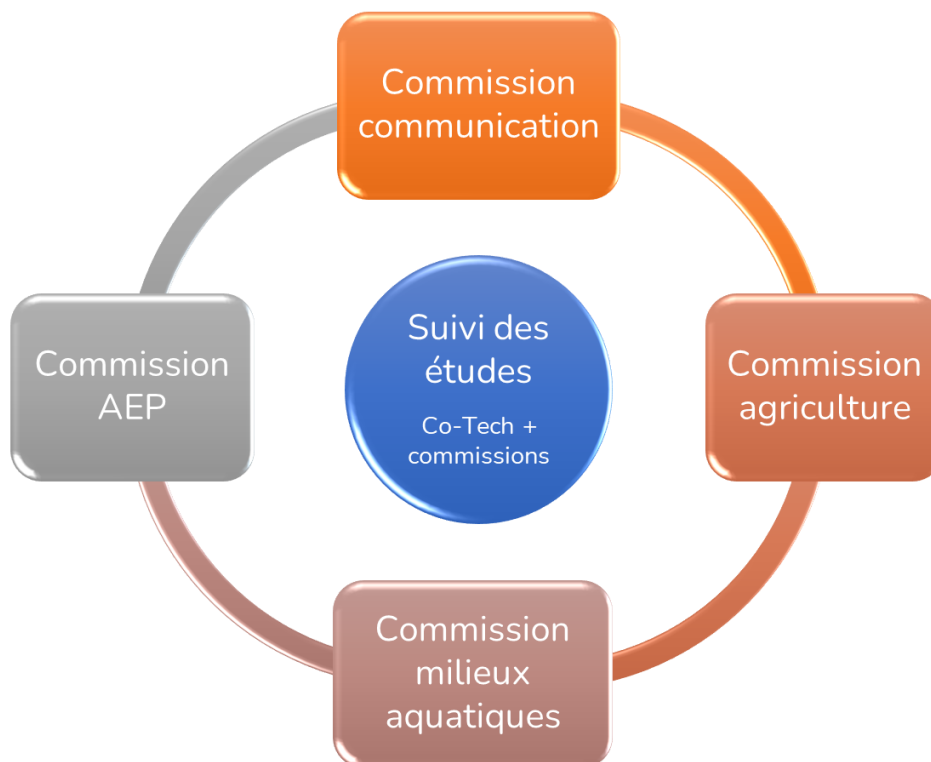 Commission
communication
Commission
AEP
Suivi des
études
Co-Tech +
commissions
Commission
agriculture
Commission
milieux
aquatiques